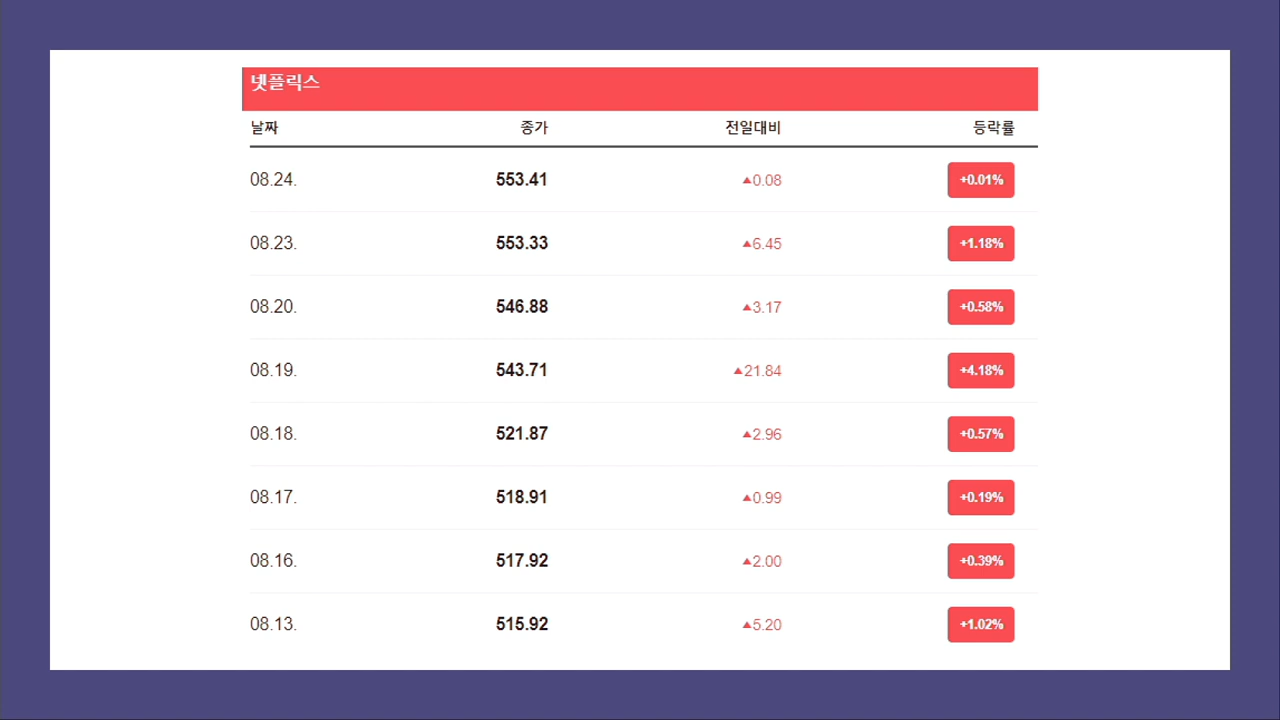 넷플릭스
날짜 종가 전일대비 등락률
08.24. 553.41 ▲0.08 +0.01%
08.23. 553.33 ▲6.45 +1.18%
08.20. 546.88 ▲3.17 +0.58%
08.19. 543.71 ▲21.84 +4.18%
08.18. 521.87 ▲2.96 +0.57%
08.17. 518.91 ▲0.99 +0.19%
08.16. 517.92 ▲2.00 +0.39%
08.13. 515.92 ▲5.20 +1.02%